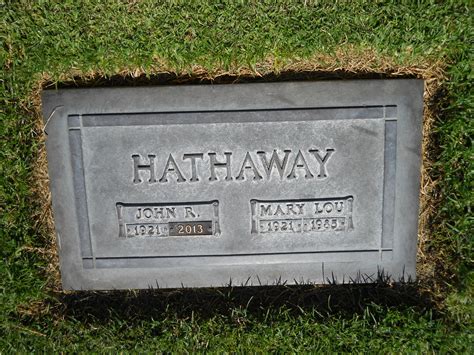 HATHAWAY
JOHN R. MARY LOU
1921 - 2013 1921 - 1985